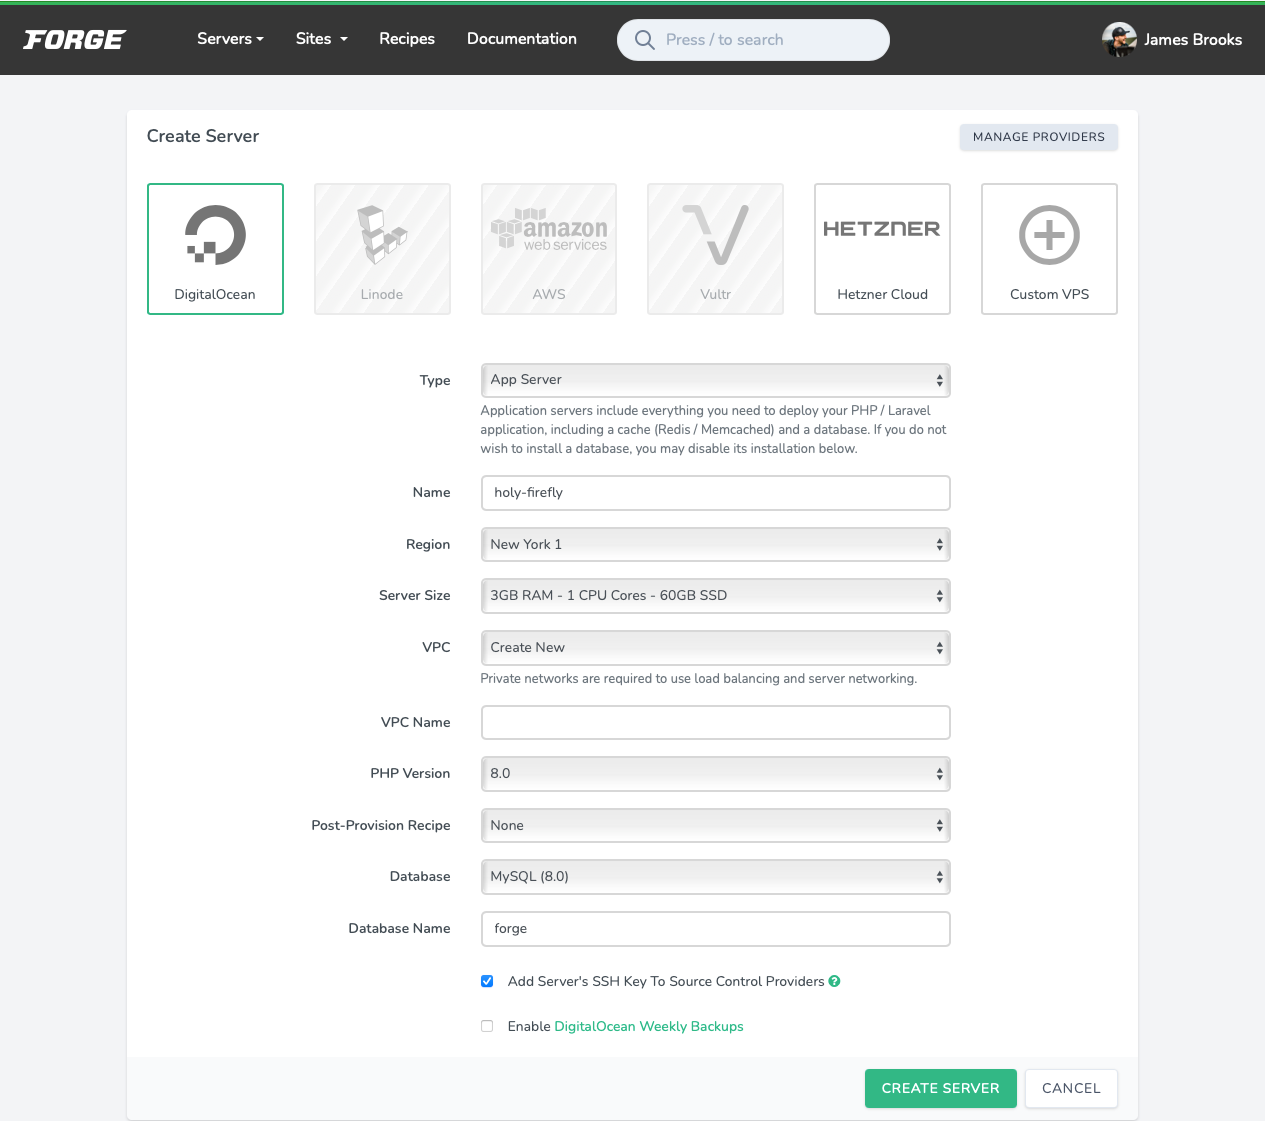 FORGE Servers Sites Recipes Documentation Press / to search James Brooks
Create Server MANAGE PROVIDERS
amazon
web services
HETZNER
DigitalOcean Linode AWS Vultr Hetzner Cloud Custom VPS
Type App Server
Application servers include everything you need to deploy your PHP / Laravel
application, including a cache (Redis / Memcached) and a database. If you do not
wish to install a database, you may disable its installation below.
Name holy-firefly
Region New York 1
Server Size 3GB RAM - 1 CPU Cores - 60GB SSD
VPC Create New
Private networks are required to use load balancing and server networking.
VPC Name
PHP Version 8.0
Post-Provision Recipe None
Database MySQL (8.0)
Database Name forge
Add Server's SSH Key To Source Control Providers ?
Enable DigitalOcean Weekly Backups
CREATE SERVER CANCEL